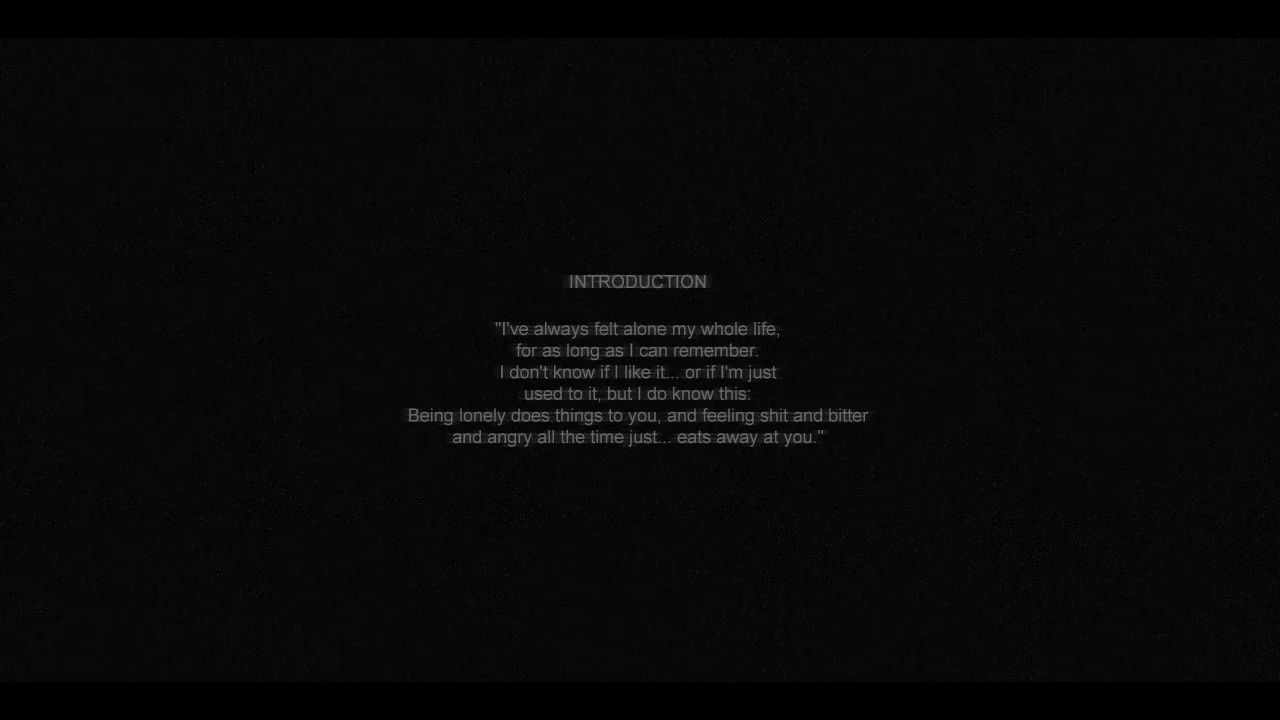 INTRODUCTION
"I've always felt alone my whole life,
for as long as I can remember.
I don't know if I like it... or if I'm just
used to it, but I do know this:
Being lonely does things to you, and feeling shit and bitter
and angry all the time just... eats away at you."